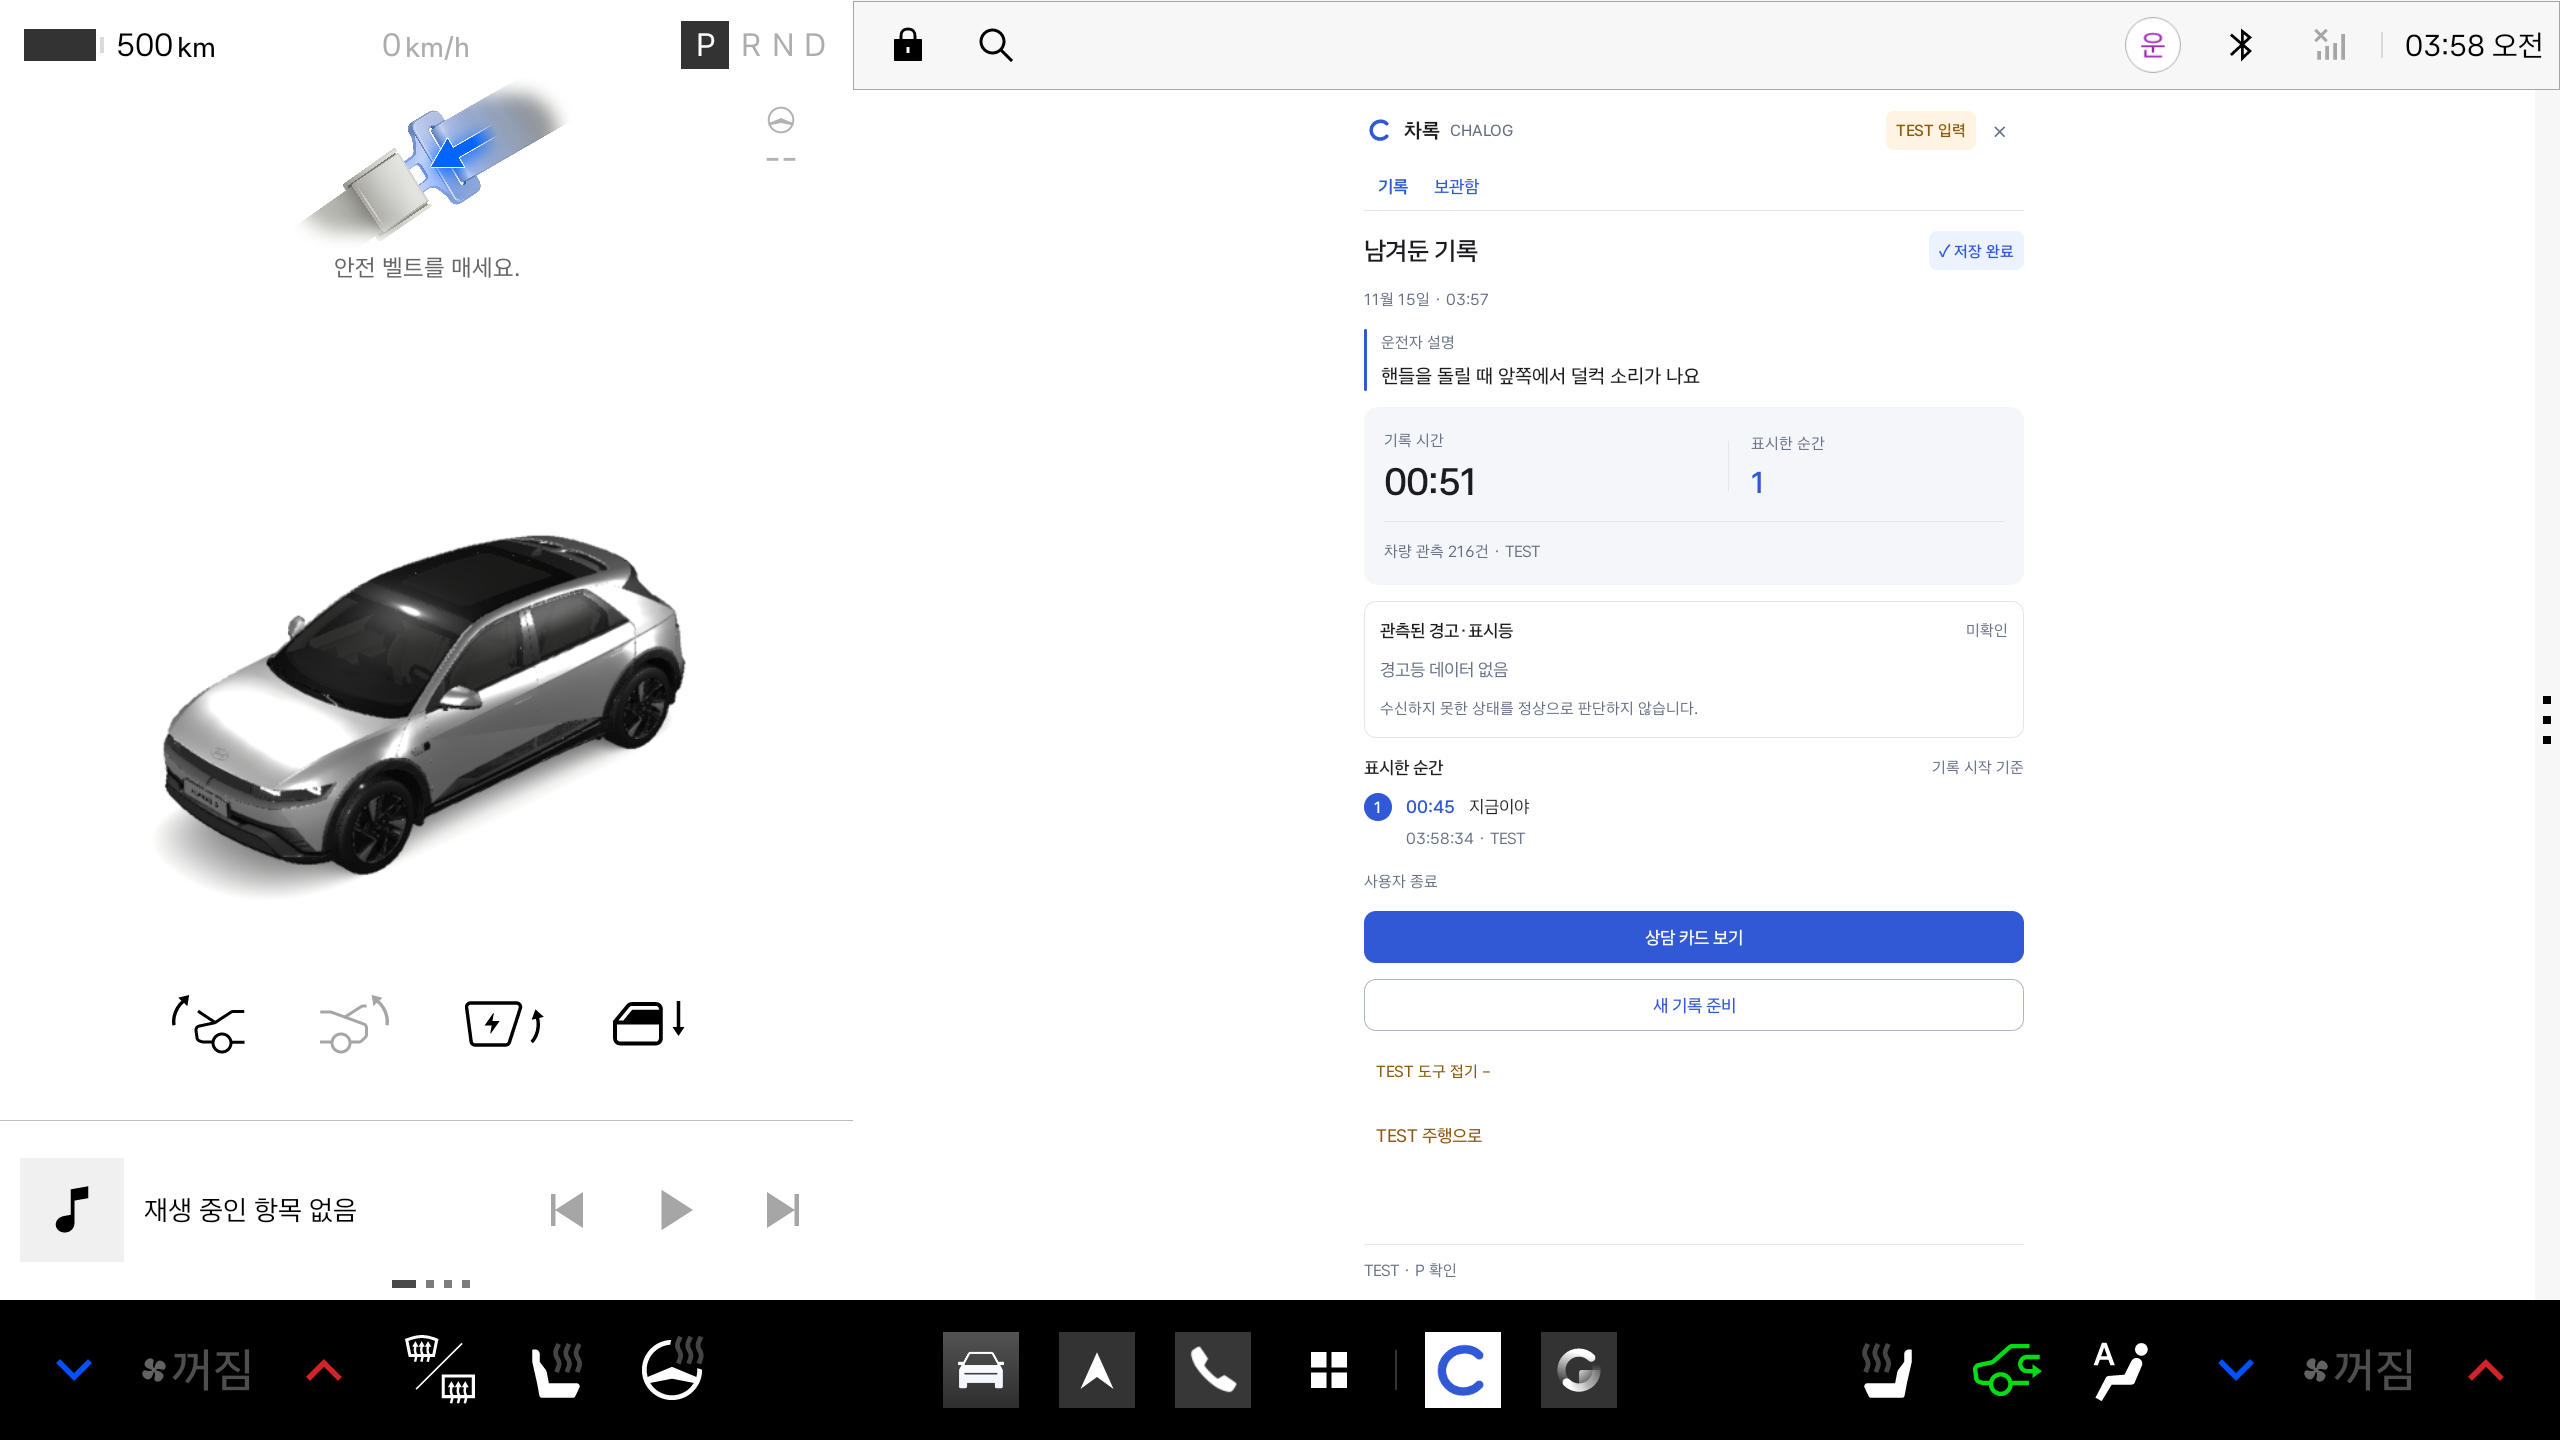 500 km
0 km/h
P R N D
운
03:58 오전
안전 벨트를 매세요.
차록 CHALOG
TEST 입력
×
기록 보관함
남겨둔 기록
✓ 저장 완료
11월 15일 · 03:57
운전자 설명
핸들을 돌릴 때 앞쪽에서 덜컥 소리가 나요
기록 시간
00:51
표시한 순간
1
차량 관측 216건 · TEST
관측된 경고·표시등
미확인
경고등 데이터 없음
수신하지 못한 상태를 정상으로 판단하지 않습니다.
표시한 순간
기록 시작 기준
1 00:45 지금이야
03:58:34 · TEST
사용자 종료
상담 카드 보기
새 기록 준비
TEST 도구 접기 −
TEST 주행으로
TEST · P 확인
재생 중인 항목 없음
꺼짐
A
꺼짐